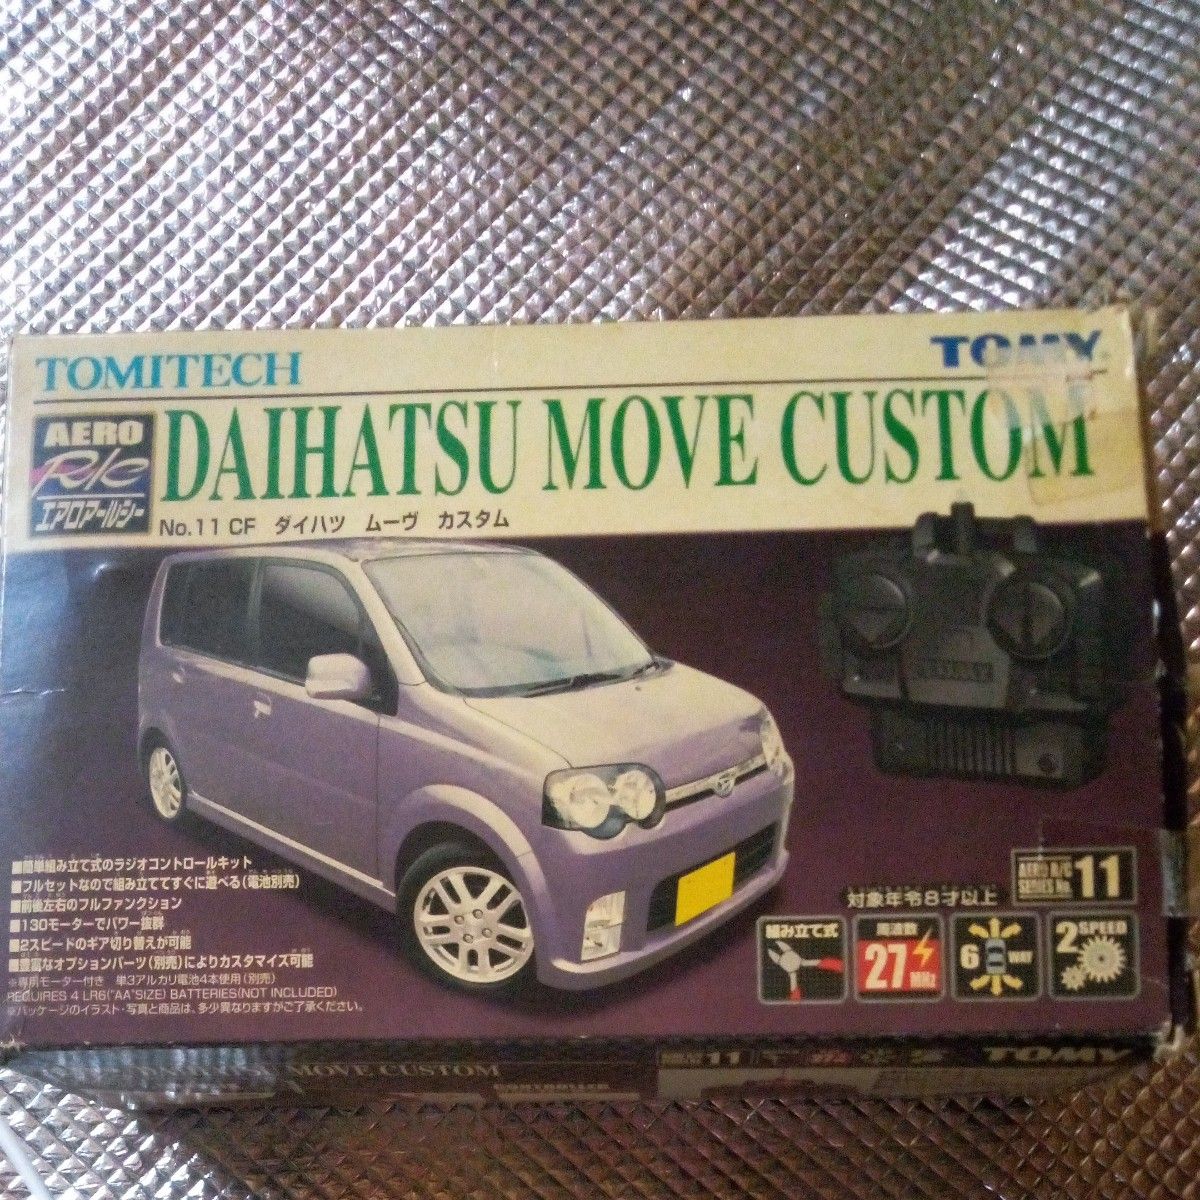 TOMITECH
TOMY
AERO
R/C
エアロアールシー
DAIHATSU MOVE CUSTOM
No.11 CF ダイハツ ムーヴ カスタム
■簡単組み立て式のラジオコントロールキット
■フルセットなので組み立ててすぐに遊べる(電池別売)
■前後左右のフルファンクション
■130モーターでパワー抜群
■2スピードのギア切り替えが可能
■豊富なオプションパーツ(別売)によりカスタマイズ可能
※専用モーター付き 単3アルカリ電池4本使用(別売)
REQUIRES 4 LR6("AA"SIZE) BATTERIES(NOT INCLUDED)
※パッケージのイラスト・写真と商品は、多少異なりますがご了承ください。
AERO R/C
SERIES No.
11
対象年令8才以上
組み立て式
周波数
27
MHz
6
WAY
2 SPEED
MOVE CUSTOM
CONTROLLER
11
TOMY